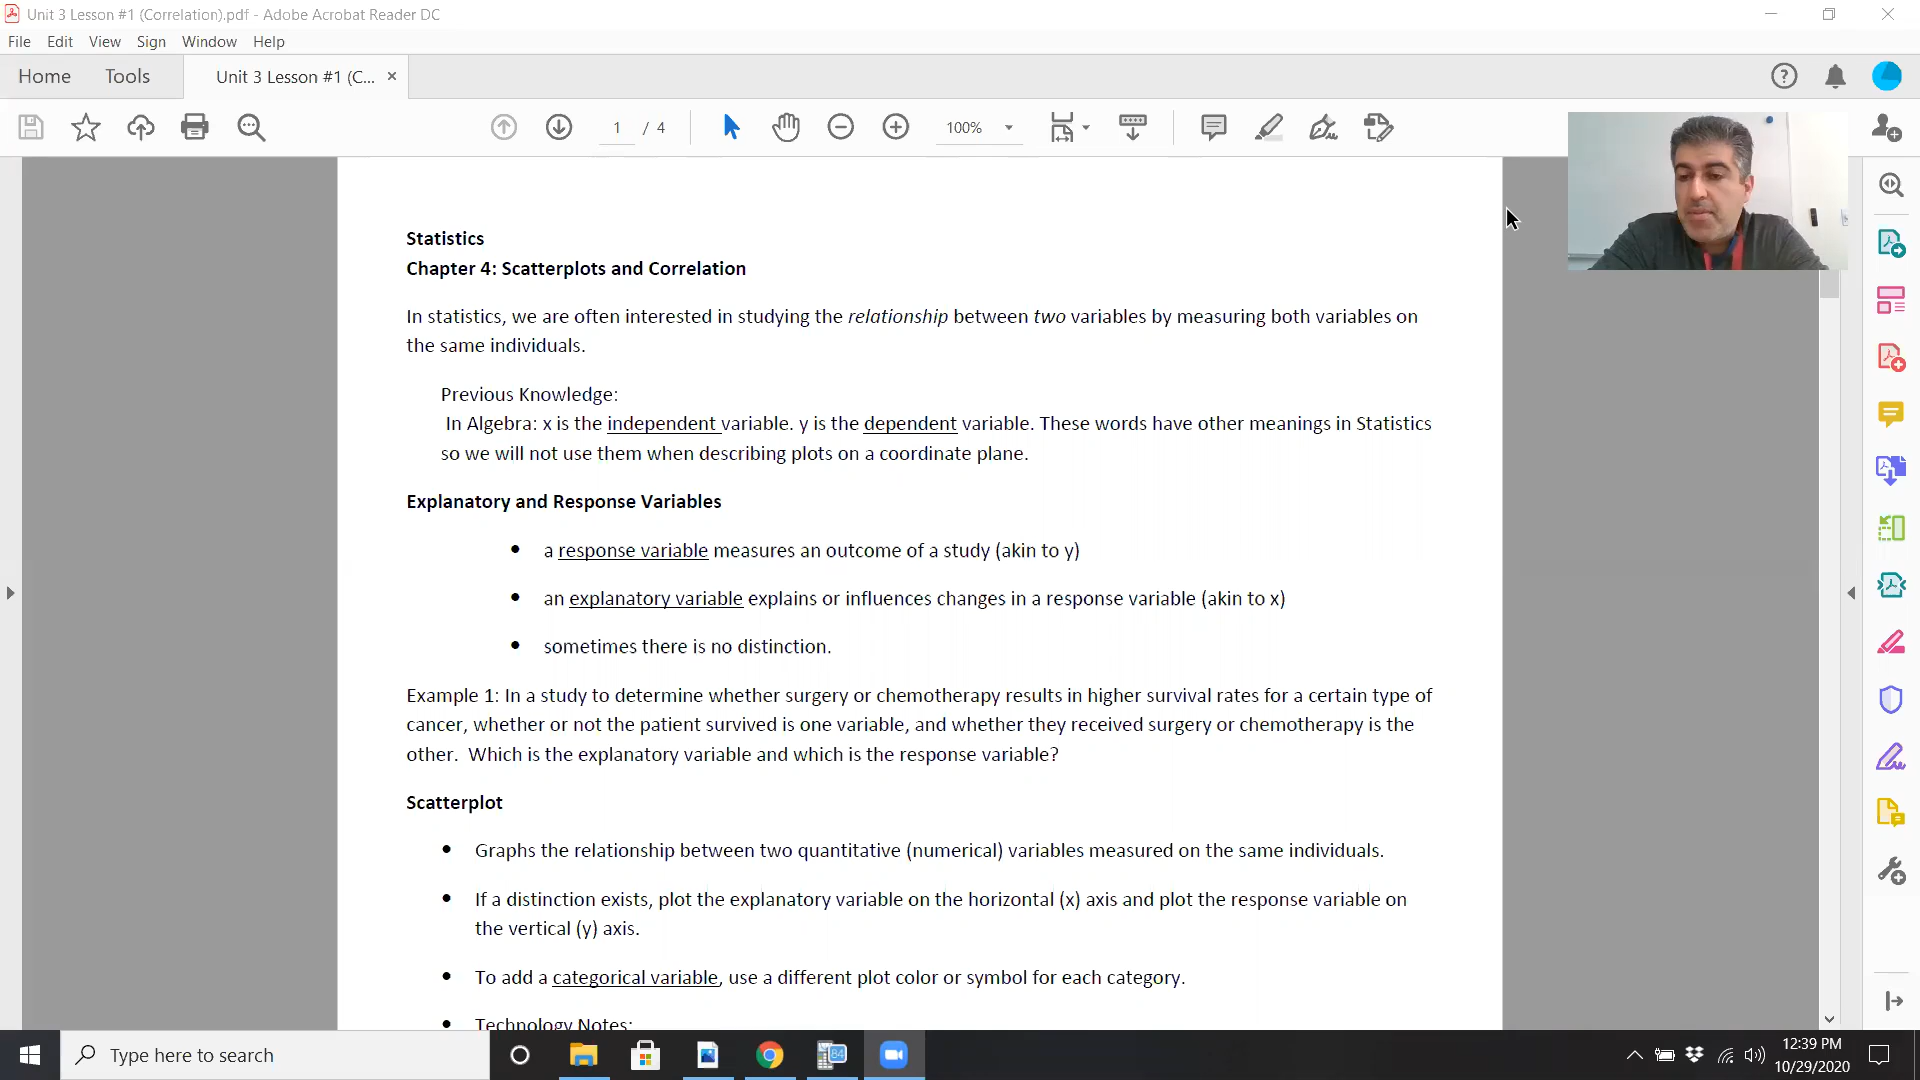 Unit 3 Lesson #1 (Correlation).pdf - Adobe Acrobat Reader DC
File Edit View Sign Window Help
Home Tools Unit 3 Lesson #1 (C... ×
1 / 4 100%
Statistics
Chapter 4: Scatterplots and Correlation
In statistics, we are often interested in studying the relationship between two variables by measuring both variables on
the same individuals.
Previous Knowledge:
In Algebra: x is the independent variable. y is the dependent variable. These words have other meanings in Statistics
so we will not use them when describing plots on a coordinate plane.
Explanatory and Response Variables
• a response variable measures an outcome of a study (akin to y)
• an explanatory variable explains or influences changes in a response variable (akin to x)
• sometimes there is no distinction.
Example 1: In a study to determine whether surgery or chemotherapy results in higher survival rates for a certain type of
cancer, whether or not the patient survived is one variable, and whether they received surgery or chemotherapy is the
other. Which is the explanatory variable and which is the response variable?
Scatterplot
• Graphs the relationship between two quantitative (numerical) variables measured on the same individuals.
• If a distinction exists, plot the explanatory variable on the horizontal (x) axis and plot the response variable on
the vertical (y) axis.
• To add a categorical variable, use a different plot color or symbol for each category.
• Technology Notes:
Type here to search
84
12:39 PM
10/29/2020